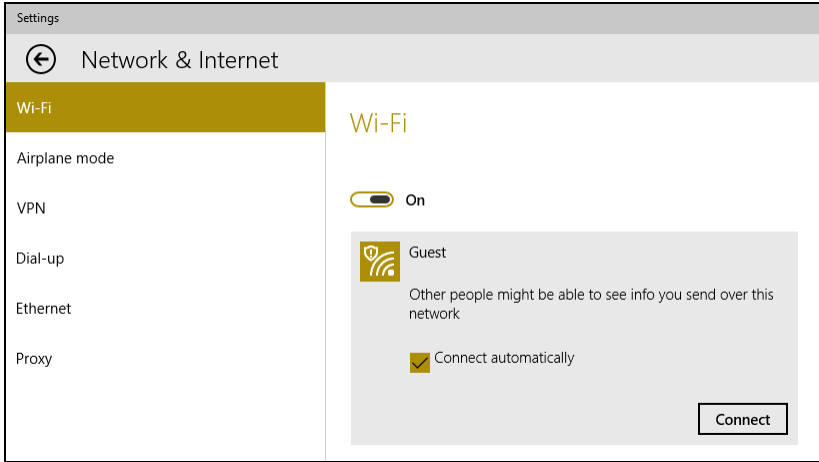 Settings
Network & Internet
Wi-Fi
Airplane mode
VPN
Dial-up
Ethernet
Proxy
Wi-Fi
On
Guest
Other people might be able to see info you send over this
network
Connect automatically
Connect